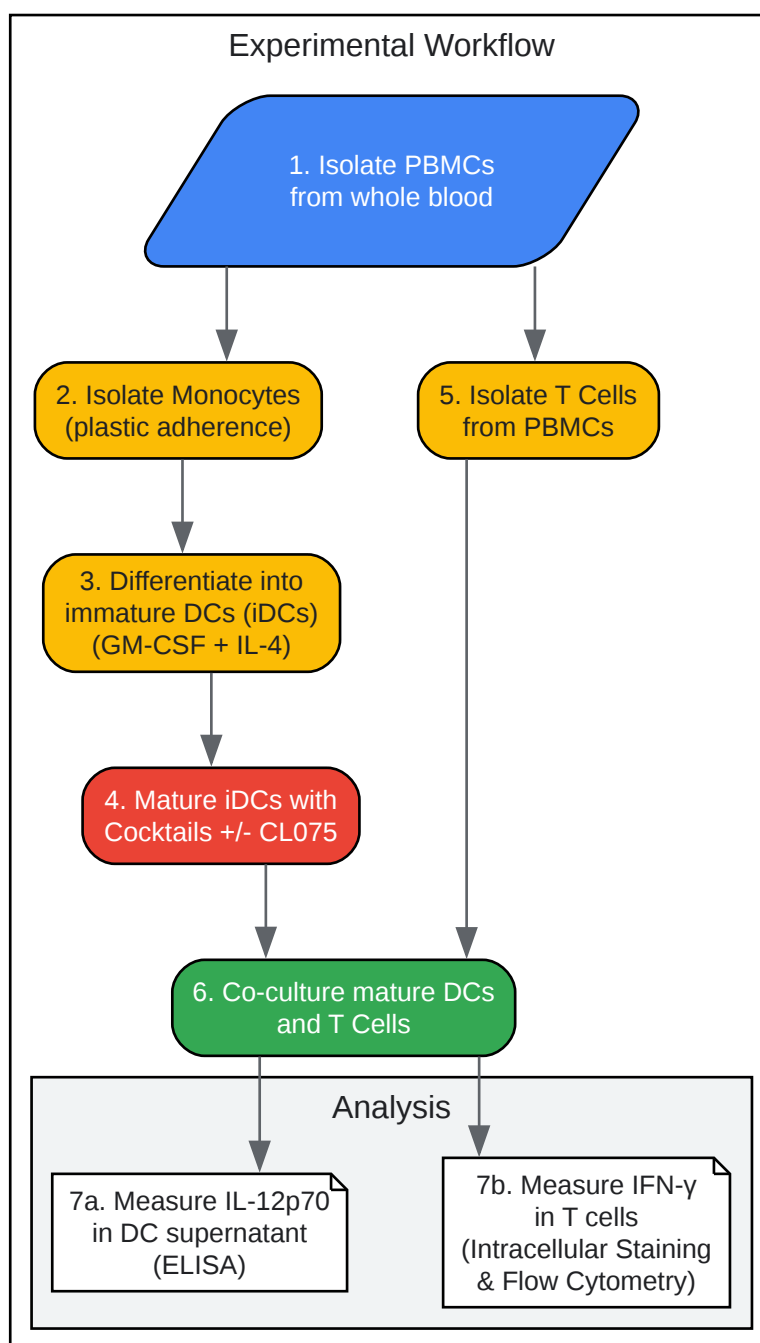 Experimental Workflow
1. Isolate PBMCs
from whole blood
2. Isolate Monocytes
(plastic adherence)
5. Isolate T Cells
from PBMCs
3. Differentiate into
immature DCs (iDCs)
(GM-CSF + IL-4)
4. Mature iDCs with
Cocktails +/- CL075
6. Co-culture mature DCs
and T Cells
Analysis
7a. Measure IL-12p70
in DC supernatant
(ELISA)
7b. Measure IFN-γ
in T cells
(Intracellular Staining
& Flow Cytometry)